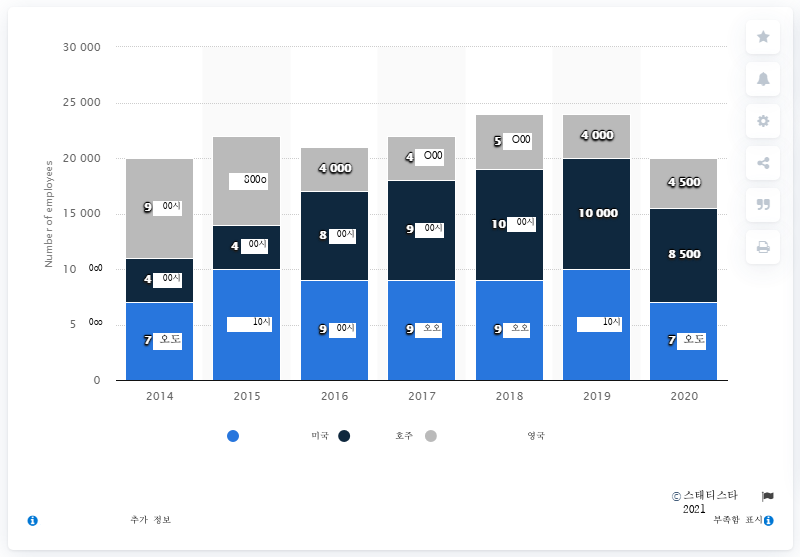 30 000
25 000
20 000
15 000
10 000
5 000
0
Number of employees
9 00시
4 00시
7 오도
800o
4 00시
10시
4 000
8 00시
9 00시
4 O00
9 00시
9 오오
5 O00
10 00시
9 오오
4 000
10 000
10시
4 500
8 500
7 오도
2014 2015 2016 2017 2018 2019 2020
미국 호주 영국
© 스태티스타
2021
추가 정보
부족함 표시